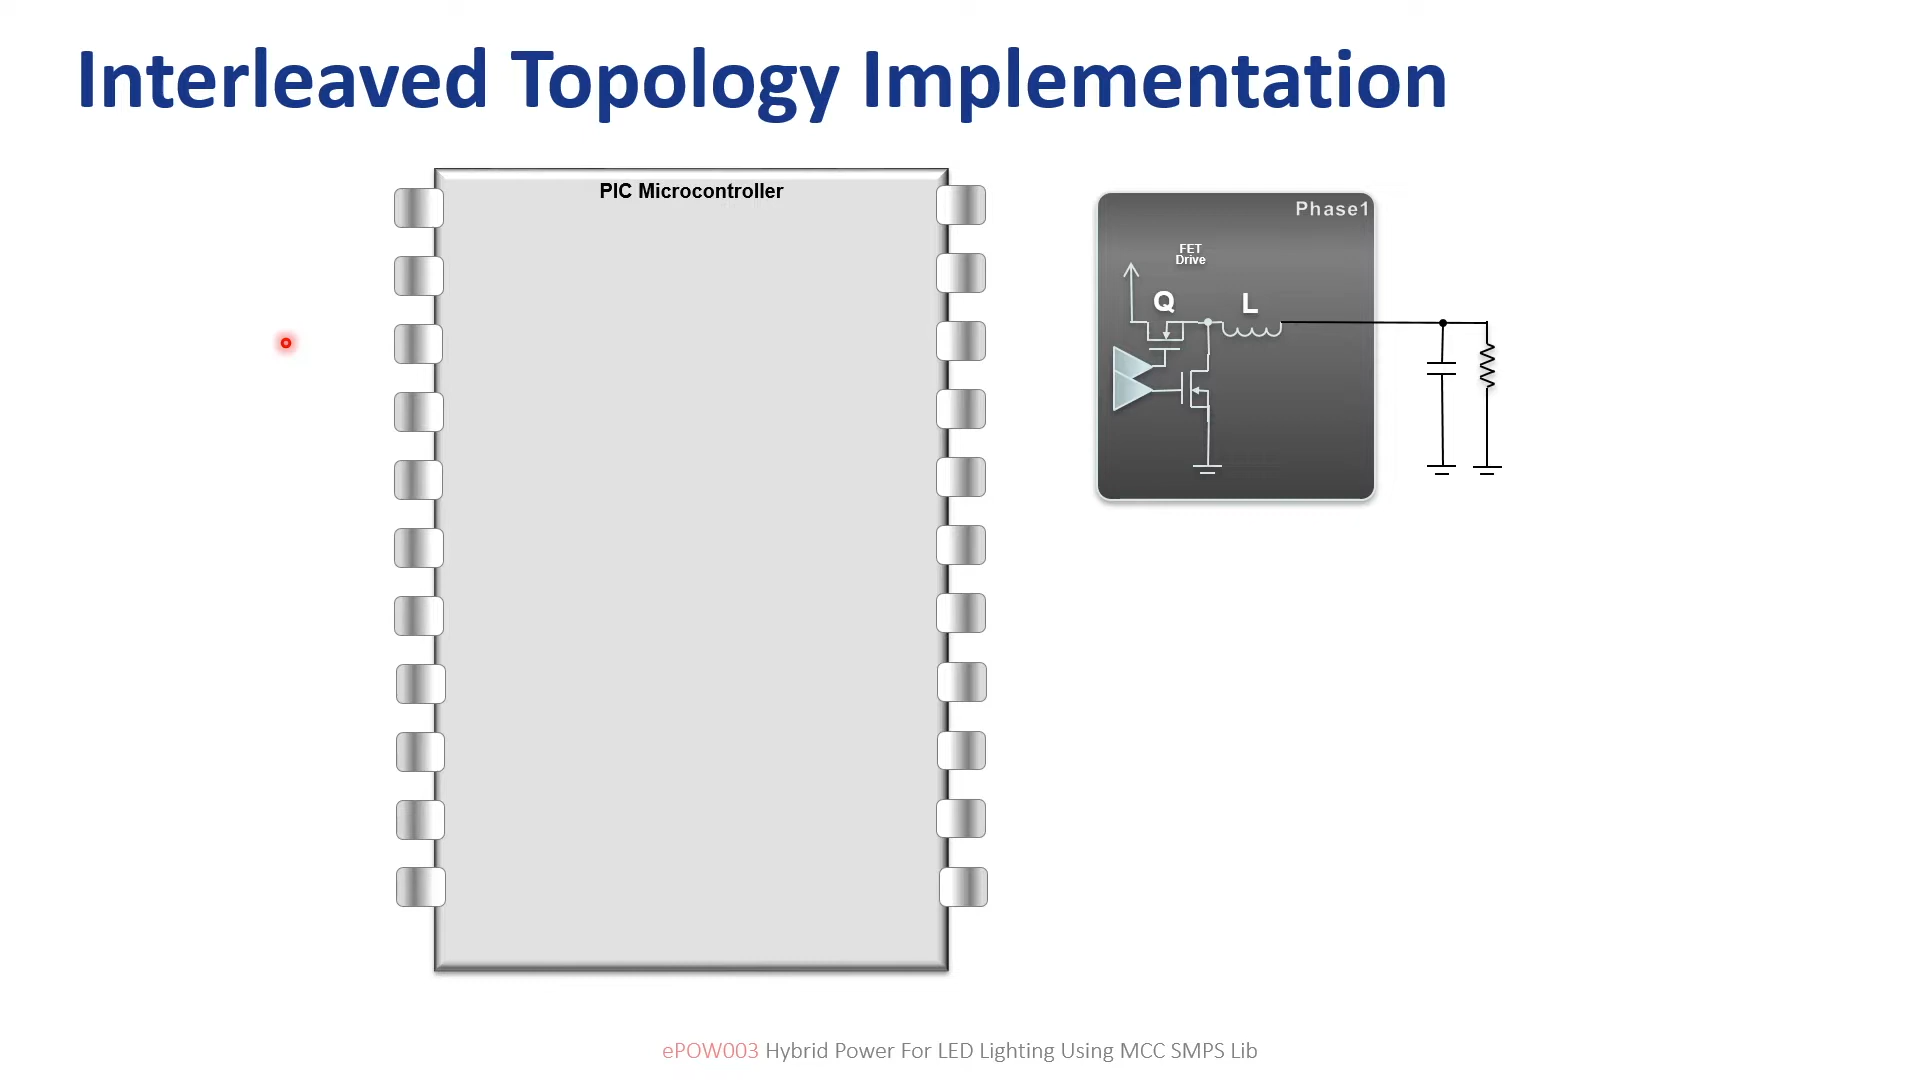 Interleaved Topology Implementation
PIC Microcontroller
Phase1
FET
Drive
Q
L
ePOW003 Hybrid Power For LED Lighting Using MCC SMPS Lib